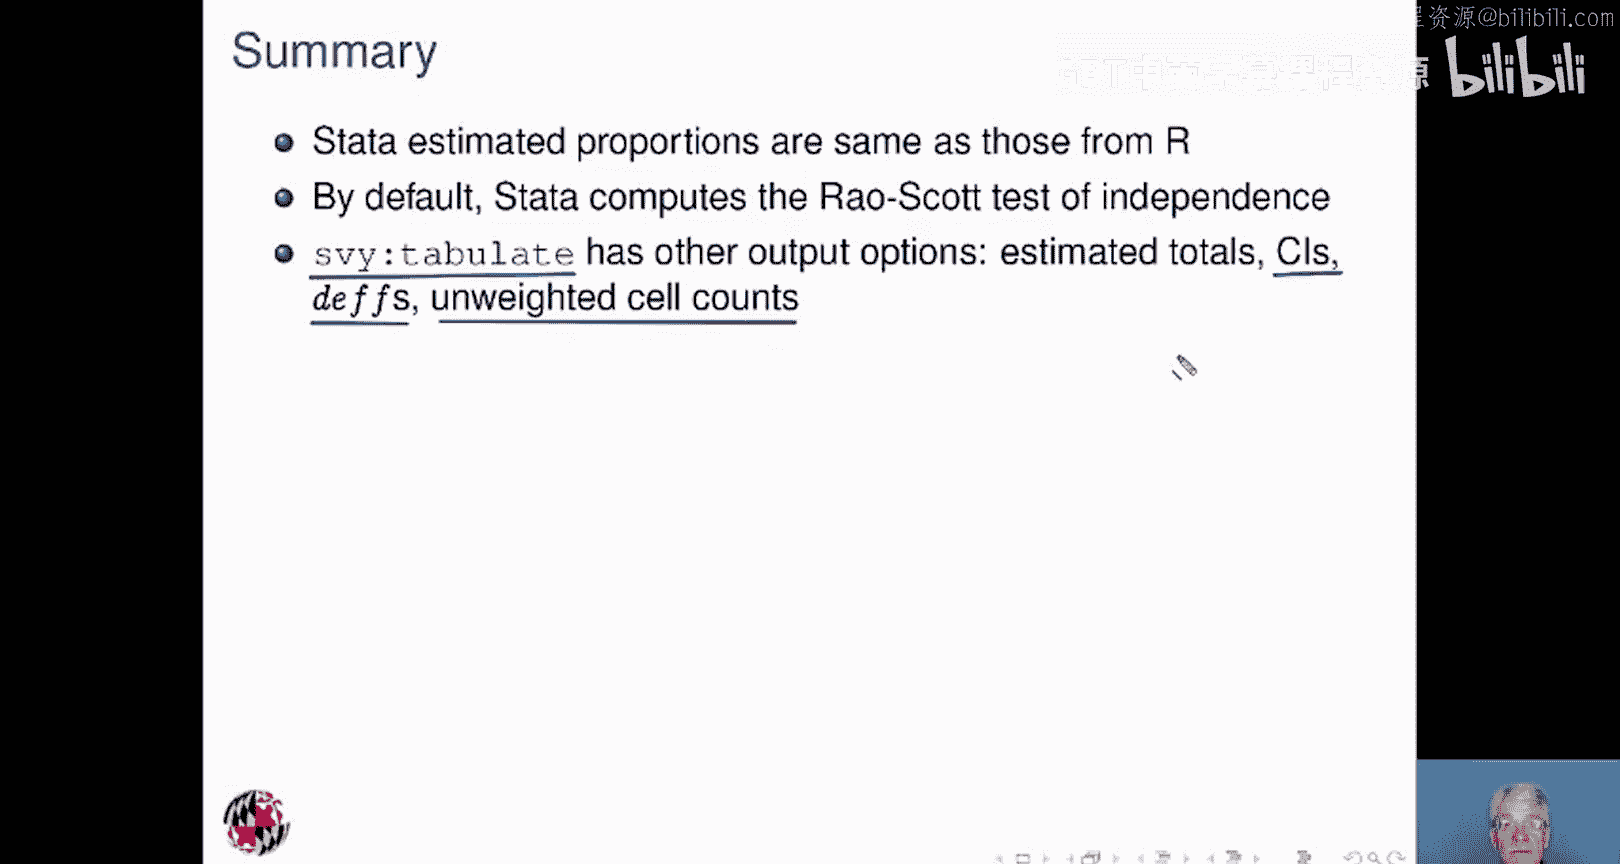 程资源@bilibili.com
bilibili
Summary
Stata estimated proportions are same as those from R
By default, Stata computes the Rao-Scott test of independence
svy:tabulate has other output options: estimated totals, CIs,
deffs, unweighted cell counts